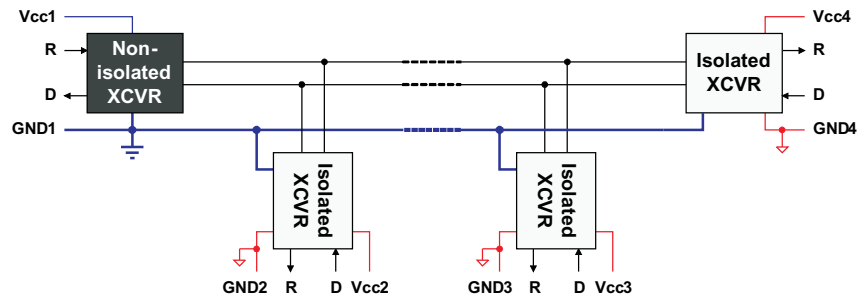 Vcc1
Vcc4
R
Non-
isolated
XCVR
Isolated
XCVR
R
D
D
GND1
GND4
Isolated
XCVR
Isolated
XCVR
GND2 R D Vcc2
GND3 R D Vcc3